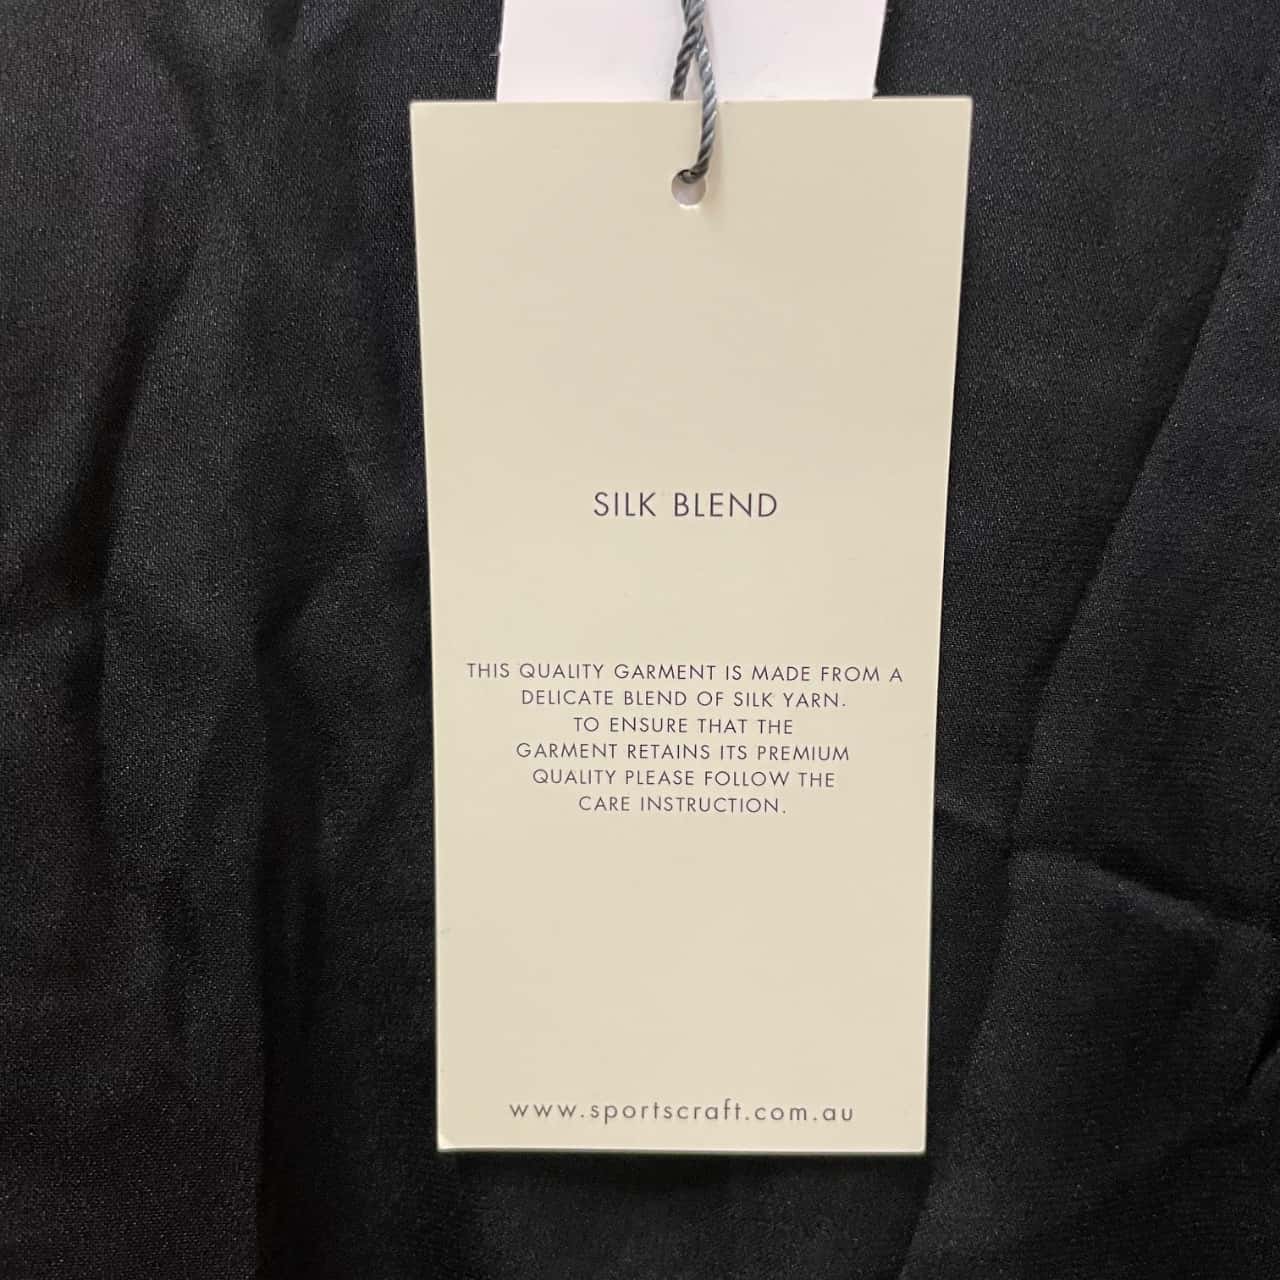 SILK BLEND
THIS QUALITY GARMENT IS MADE FROM A
DELICATE BLEND OF SILK YARN.
TO ENSURE THAT THE
GARMENT RETAINS ITS PREMIUM
QUALITY PLEASE FOLLOW THE
CARE INSTRUCTION.
www.sportscraft.com.au